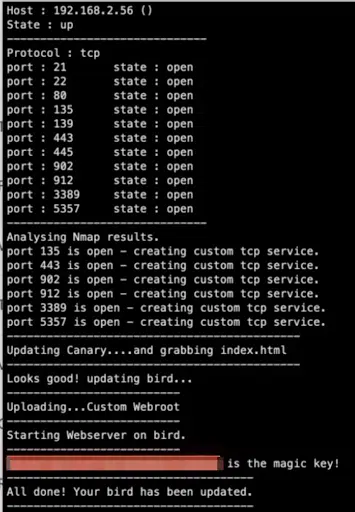 Host : 192.168.2.56 ()
State : up
------------------------------
Protocol : tcp
port : 21 state : open
port : 22 state : open
port : 80 state : open
port : 135 state : open
port : 139 state : open
port : 443 state : open
port : 445 state : open
port : 902 state : open
port : 912 state : open
port : 3389 state : open
port : 5357 state : open
------------------------------
Analysing Nmap results.
port 135 is open - creating custom tcp service.
port 443 is open - creating custom tcp service.
port 902 is open - creating custom tcp service.
port 912 is open - creating custom tcp service.
port 3389 is open - creating custom tcp service.
port 5357 is open - creating custom tcp service.
--------------------------------------------
Updating Canary....and grabbing index.html
--------------------------------------------
Looks good! updating bird...
--------------------------
Uploading...Custom Webroot
--------------------------
Starting Webserver on bird.
--------------------------
is the magic key!
-------------------------------------
All done! Your bird has been updated.
-------------------------------------